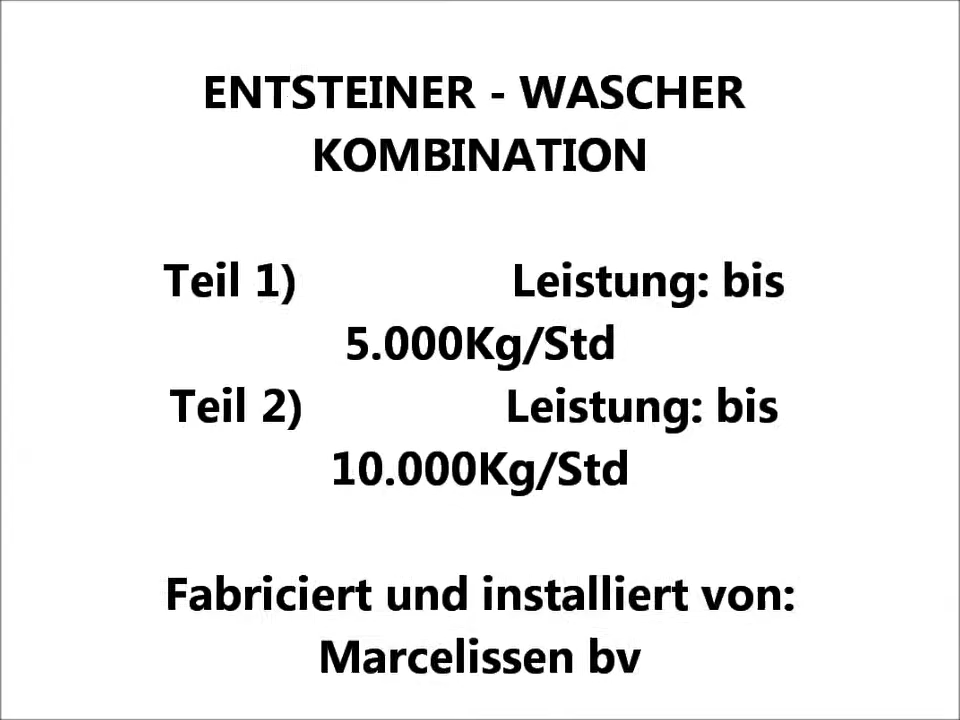 ENTSTEINER - WASCHER
KOMBINATION
Teil 1) Leistung: bis
5.000Kg/Std
Teil 2) Leistung: bis
10.000Kg/Std
Fabriciert und installiert von:
Marcelissen bv